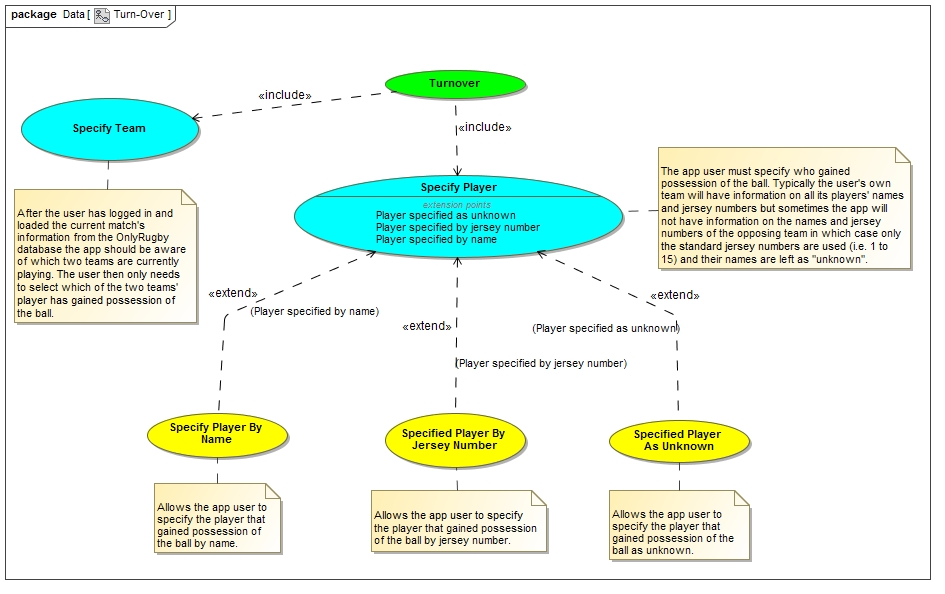 package Data [ Turn-Over ]
Turnover
«include»
«include»
Specify Team
Specify Player
extension points
Player specified as unknown
Player specified by jersey number
Player specified by name
The app user must specify who gained
possession of the ball. Typically the user's own
team will have information on all its players' names
and jersey numbers but sometimes the app will
not have information on the names and jersey
numbers of the opposing team in which case only
the standard jersey numbers are used (i.e. 1 to
15) and their names are left as "unknown".
After the user has logged in and
loaded the current match's
information from the OnlyRugby
database the app should be aware
of which two teams are currently
playing. The user then only needs
to select which of the two teams'
player has gained possession of
the ball.
«extend»
(Player specified by name)
«extend»
(Player specified by jersey number)
«extend»
(Player specified as unknown)
Specify Player By
Name
Specified Player By
Jersey Number
Specified Player
As Unknown
Allows the app user to
specify the player that
gained possession of
the ball by name.
Allows the app user to specify
the player that gained possession
of the ball by jersey number.
Allows the app user to
specify the player that
gained possession of the
ball as unknown.